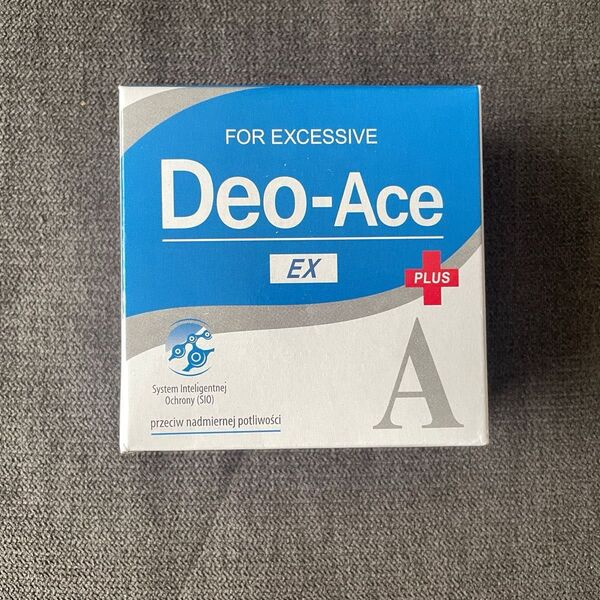 FOR EXCESSIVE
Deo-Ace
EX
PLUS
A
System Inteligentnej
Ochrony (SIO)
przeciw nadmiernej potliwości